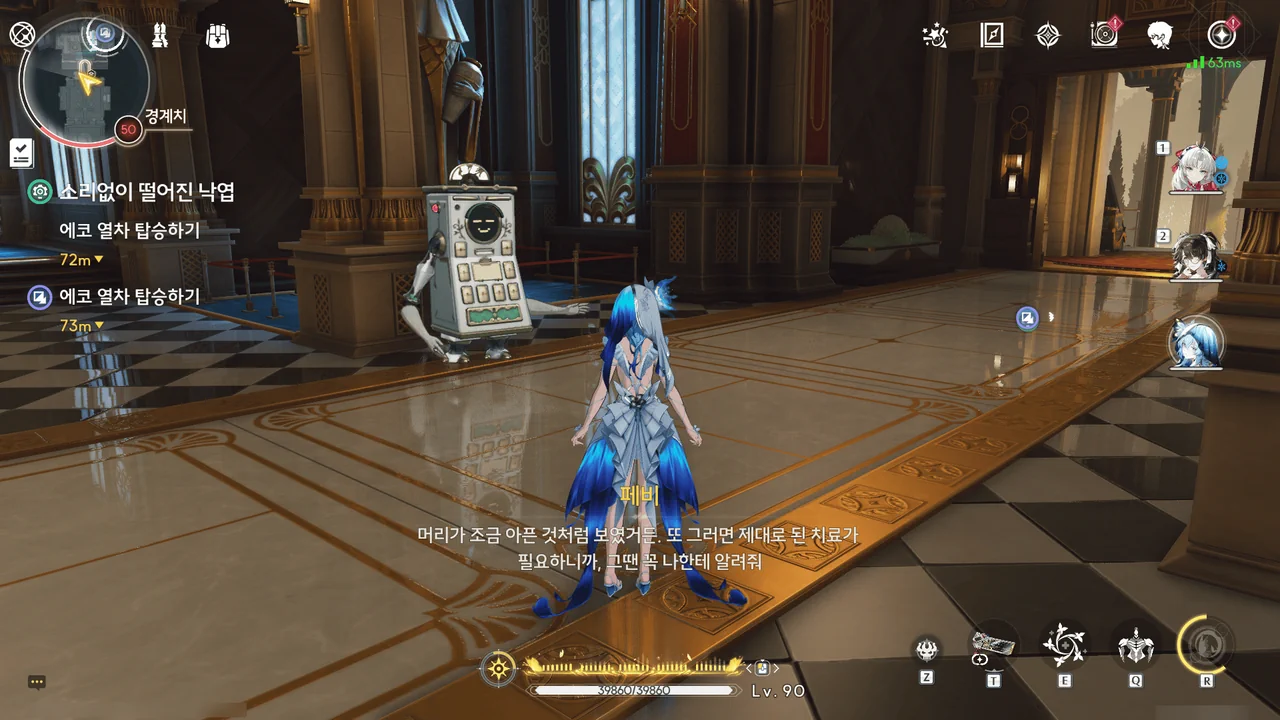 63ms
50
경계치
소리없이 떨어진 낙엽
에코 열차 탑승하기
72m
에코 열차 탑승하기
73m
1
2
페비
머리가 조금 아픈 것처럼 보였거든. 또 그러면 제대로 된 치료가
필요하니까, 그땐 꼭 나한테 알려줘
39860/39860
Lv. 90
Z
T
E
Q
R